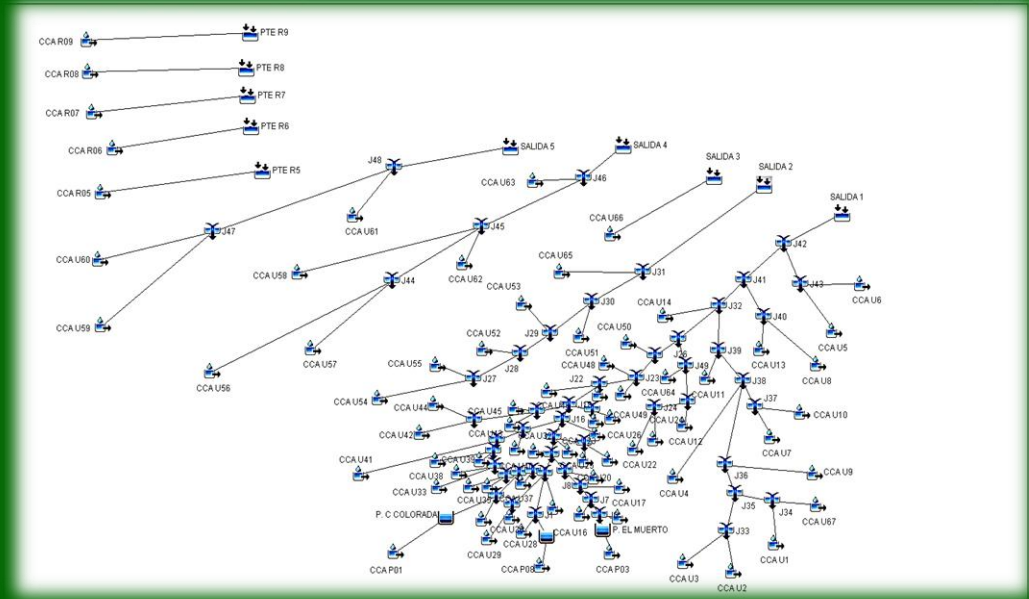 CCA R09
PTE R9
CCA R08
PTE R8
CCA R07
PTE R7
CCA R06
PTE R6
CCA R05
PTE R5
J48
SALIDA 5
SALIDA 4
SALIDA 3
SALIDA 2
CCA U63
J46
SALIDA 1
CCA U61
CCA U66
J47
J45
J42
CCA U60
CCA U58
CCA U62
CCA U65
J31
J44
J41
J43
CCA U6
CCA U53
J30
CCA U14
J32
CCA U59
J40
CCA U5
CCA U52
J29
CCA U50
CCA U57
CCA U51
J26
J39
CCA U13
CCA U55
J28
CCA U48
J49
CCA U8
CCA U56
J27
J22
J23
J38
CCA U54
CCA U64
CCA U11
CCA U44
CCA U45
J24
J37
CCA U10
J16
CCA U49
CCA U42
CCA U26
CCA U12
CCA U7
CCA U41
CCA U38
CCA U22
J36
CCA U9
CCA U4
CCA U33
CCA U17
J35
J34
CCA U67
P. C COLORADA
J7
J1
P. EL MUERTO
J33
CCA U16
CCA U28
CCA U29
CCA U1
CCA P01
CCA P08
CCA P03
CCA U3
CCA U2